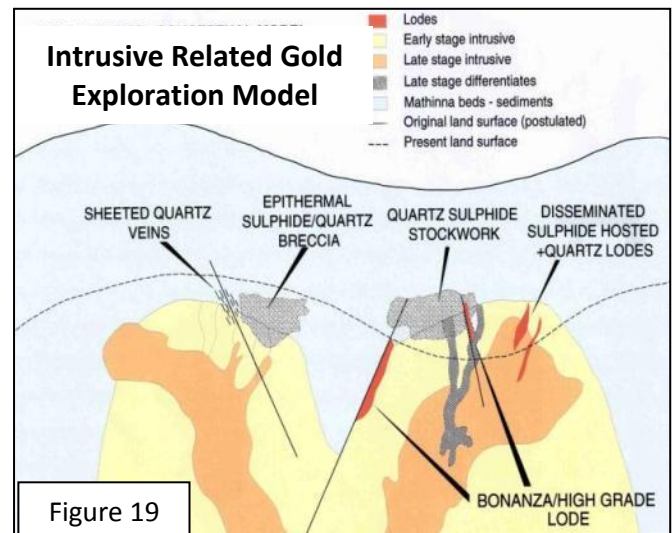 Intrusive Related Gold
Exploration Model
Lodes
Early stage intrusive
Late stage intrusive
Late stage differentiates
Mathinna beds - sediments
Original land surface (postulated)
Present land surface
SHEETED QUARTZ
VEINS
EPITHERMAL
SULPHIDE/QUARTZ
BRECCIA
QUARTZ SULPHIDE
STOCKWORK
DISSEMINATED
SULPHIDE HOSTED
+QUARTZ LODES
BONANZA/HIGH GRADE
LODE
Figure 19